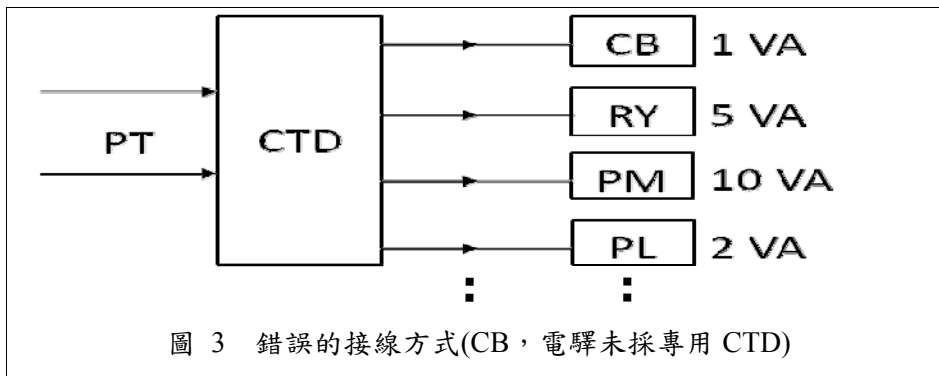 CB 1 VA
RY 5 VA
PT
CTD
PM 10 VA
PL 2 VA
圖 3 錯誤的接線方式(CB，電驛未採專用 CTD)